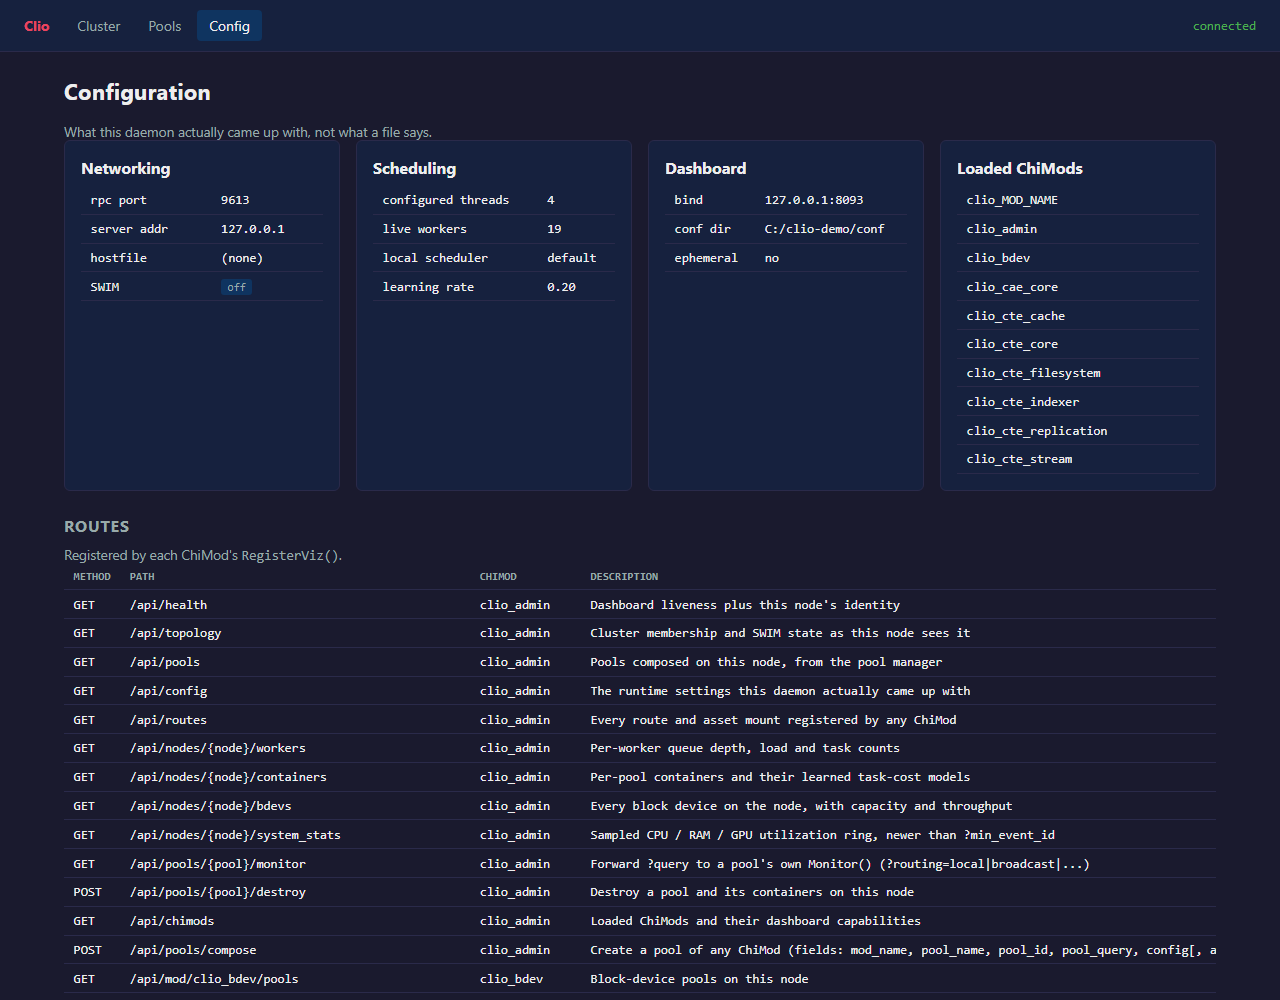 Clio Cluster Pools Config connected
Configuration
What this daemon actually came up with, not what a file says.
Networking
rpc port 9613
server addr 127.0.0.1
hostfile (none)
SWIM off
Scheduling
configured threads 4
live workers 19
local scheduler default
learning rate 0.20
Dashboard
bind 127.0.0.1:8093
conf dir C:/clio-demo/conf
ephemeral no
Loaded ChiMods
clio_MOD_NAME
clio_admin
clio_bdev
clio_cae_core
clio_cte_cache
clio_cte_core
clio_cte_filesystem
clio_cte_indexer
clio_cte_replication
clio_cte_stream
ROUTES
Registered by each ChiMod's RegisterViz().
METHOD PATH CHIMOD DESCRIPTION
GET /api/health clio_admin Dashboard liveness plus this node's identity
GET /api/topology clio_admin Cluster membership and SWIM state as this node sees it
GET /api/pools clio_admin Pools composed on this node, from the pool manager
GET /api/config clio_admin The runtime settings this daemon actually came up with
GET /api/routes clio_admin Every route and asset mount registered by any ChiMod
GET /api/nodes/{node}/workers clio_admin Per-worker queue depth, load and task counts
GET /api/nodes/{node}/containers clio_admin Per-pool containers and their learned task-cost models
GET /api/nodes/{node}/bdevs clio_admin Every block device on the node, with capacity and throughput
GET /api/nodes/{node}/system_stats clio_admin Sampled CPU / RAM / GPU utilization ring, newer than ?min_event_id
GET /api/pools/{pool}/monitor clio_admin Forward ?query to a pool's own Monitor() (?routing=local|broadcast|...)
POST /api/pools/{pool}/destroy clio_admin Destroy a pool and its containers on this node
GET /api/chimods clio_admin Loaded ChiMods and their dashboard capabilities
POST /api/pools/compose clio_admin Create a pool of any ChiMod (fields: mod_name, pool_name, pool_id, pool_query, config[, a
GET /api/mod/clio_bdev/pools clio_bdev Block-device pools on this node